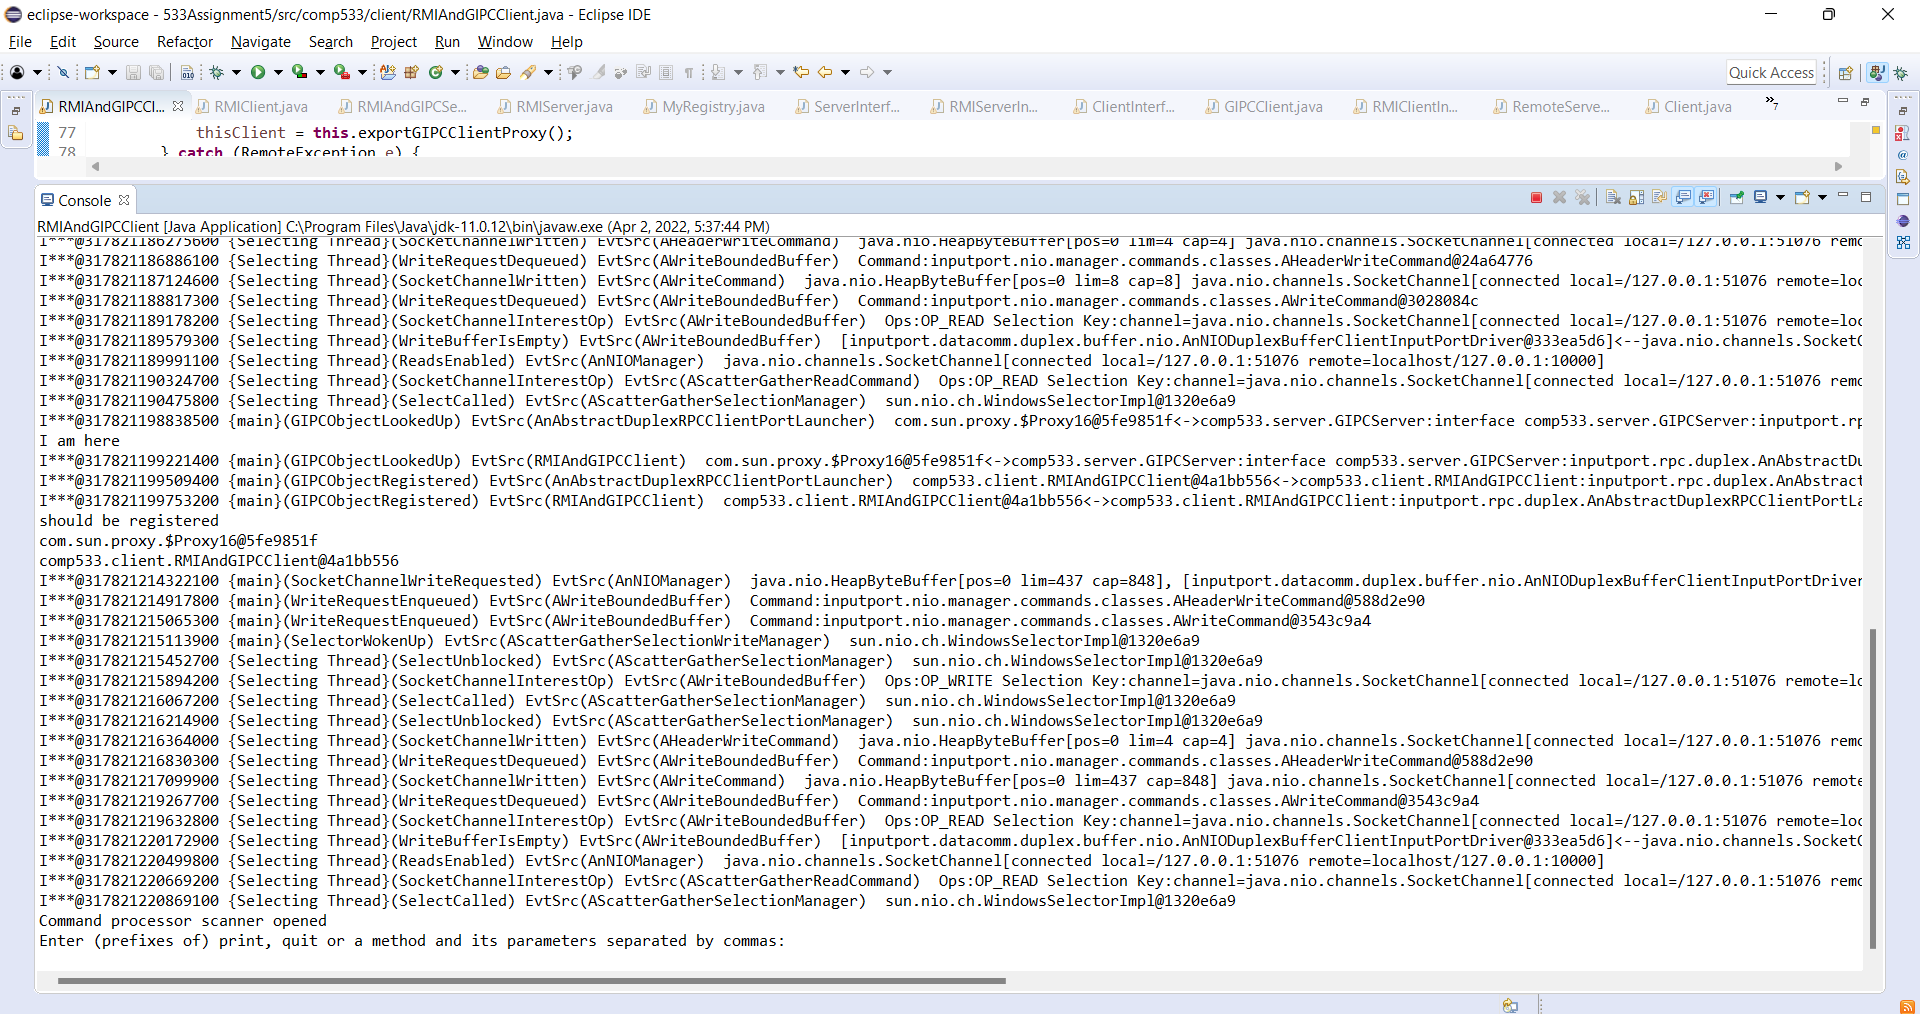 eclipse-workspace - 533Assignment5/src/comp533/client/RMIAndGIPCClient.java - Eclipse IDE
File Edit Source Refactor Navigate Search Project Run Window Help
Quick Access
RMIAndGIPCCl... RMIClient.java RMIAndGIPCSe... RMIServer.java MyRegistry.java ServerInterf... RMIServerIn... ClientInterf... GIPCClient.java RMIClientIn... RemoteServe... Client.java »7
77 thisClient = this.exportGIPCClientProxy();
78 } catch (RemoteException e) {
Console
RMIAndGIPCClient [Java Application] C:\Program Files\Java\jdk-11.0.12\bin\javaw.exe (Apr 2, 2022, 5:37:44 PM)
I***@317821186275600 {Selecting Thread}(SocketChannelWritten) EvtSrc(AHeaderWriteCommand) java.nio.HeapByteBuffer[pos=0 lim=4 cap=4] java.nio.channels.SocketChannel[connected local=/127.0.0.1:51076 remo
I***@317821186886100 {Selecting Thread}(WriteRequestDequeued) EvtSrc(AWriteBoundedBuffer) Command:inputport.nio.manager.commands.classes.AHeaderWriteCommand@24a64776
I***@317821187124600 {Selecting Thread}(SocketChannelWritten) EvtSrc(AWriteCommand) java.nio.HeapByteBuffer[pos=0 lim=8 cap=8] java.nio.channels.SocketChannel[connected local=/127.0.0.1:51076 remote=loc
I***@317821188817300 {Selecting Thread}(WriteRequestDequeued) EvtSrc(AWriteBoundedBuffer) Command:inputport.nio.manager.commands.classes.AWriteCommand@3028084c
I***@317821189178200 {Selecting Thread}(SocketChannelInterestOp) EvtSrc(AWriteBoundedBuffer) Ops:OP_READ Selection Key:channel=java.nio.channels.SocketChannel[connected local=/127.0.0.1:51076 remote=loc
I***@317821189579300 {Selecting Thread}(WriteBufferIsEmpty) EvtSrc(AWriteBoundedBuffer) [inputport.datacomm.duplex.buffer.nio.AnNIODuplexBufferClientInputPortDriver@333ea5d6]<--java.nio.channels.SocketC
I***@317821189991100 {Selecting Thread}(ReadsEnabled) EvtSrc(AnNIOManager) java.nio.channels.SocketChannel[connected local=/127.0.0.1:51076 remote=localhost/127.0.0.1:10000]
I***@317821190324700 {Selecting Thread}(SocketChannelInterestOp) EvtSrc(AScatterGatherReadCommand) Ops:OP_READ Selection Key:channel=java.nio.channels.SocketChannel[connected local=/127.0.0.1:51076 remo
I***@317821190475800 {Selecting Thread}(SelectCalled) EvtSrc(AScatterGatherSelectionManager) sun.nio.ch.WindowsSelectorImpl@1320e6a9
I***@317821198838500 {main}(GIPCObjectLookedUp) EvtSrc(AnAbstractDuplexRPCClientPortLauncher) com.sun.proxy.$Proxy16@5fe9851f<->comp533.server.GIPCServer:interface comp533.server.GIPCServer:inputport.rp
I am here
I***@317821199221400 {main}(GIPCObjectLookedUp) EvtSrc(RMIAndGIPCClient) com.sun.proxy.$Proxy16@5fe9851f<->comp533.server.GIPCServer:interface comp533.server.GIPCServer:inputport.rpc.duplex.AnAbstractDu
I***@317821199509400 {main}(GIPCObjectRegistered) EvtSrc(AnAbstractDuplexRPCClientPortLauncher) comp533.client.RMIAndGIPCClient@4a1bb556<->comp533.client.RMIAndGIPCClient:inputport.rpc.duplex.AnAbstract
I***@317821199753200 {main}(GIPCObjectRegistered) EvtSrc(RMIAndGIPCClient) comp533.client.RMIAndGIPCClient@4a1bb556<->comp533.client.RMIAndGIPCClient:inputport.rpc.duplex.AnAbstractDuplexRPCClientPortLa
should be registered
com.sun.proxy.$Proxy16@5fe9851f
comp533.client.RMIAndGIPCClient@4a1bb556
I***@317821214322100 {main}(SocketChannelWriteRequested) EvtSrc(AnNIOManager) java.nio.HeapByteBuffer[pos=0 lim=437 cap=848], [inputport.datacomm.duplex.buffer.nio.AnNIODuplexBufferClientInputPortDriver
I***@317821214917800 {main}(WriteRequestEnqueued) EvtSrc(AWriteBoundedBuffer) Command:inputport.nio.manager.commands.classes.AHeaderWriteCommand@588d2e90
I***@317821215065300 {main}(WriteRequestEnqueued) EvtSrc(AWriteBoundedBuffer) Command:inputport.nio.manager.commands.classes.AWriteCommand@3543c9a4
I***@317821215113900 {main}(SelectorWokenUp) EvtSrc(AScatterGatherSelectionWriteManager) sun.nio.ch.WindowsSelectorImpl@1320e6a9
I***@317821215452700 {Selecting Thread}(SelectUnblocked) EvtSrc(AScatterGatherSelectionManager) sun.nio.ch.WindowsSelectorImpl@1320e6a9
I***@317821215894200 {Selecting Thread}(SocketChannelInterestOp) EvtSrc(AWriteBoundedBuffer) Ops:OP_WRITE Selection Key:channel=java.nio.channels.SocketChannel[connected local=/127.0.0.1:51076 remote=lo
I***@317821216067200 {Selecting Thread}(SelectCalled) EvtSrc(AScatterGatherSelectionManager) sun.nio.ch.WindowsSelectorImpl@1320e6a9
I***@317821216214900 {Selecting Thread}(SelectUnblocked) EvtSrc(AScatterGatherSelectionManager) sun.nio.ch.WindowsSelectorImpl@1320e6a9
I***@317821216364000 {Selecting Thread}(SocketChannelWritten) EvtSrc(AHeaderWriteCommand) java.nio.HeapByteBuffer[pos=0 lim=4 cap=4] java.nio.channels.SocketChannel[connected local=/127.0.0.1:51076 remo
I***@317821216830300 {Selecting Thread}(WriteRequestDequeued) EvtSrc(AWriteBoundedBuffer) Command:inputport.nio.manager.commands.classes.AHeaderWriteCommand@588d2e90
I***@317821217099900 {Selecting Thread}(SocketChannelWritten) EvtSrc(AWriteCommand) java.nio.HeapByteBuffer[pos=0 lim=437 cap=848] java.nio.channels.SocketChannel[connected local=/127.0.0.1:51076 remote
I***@317821219267700 {Selecting Thread}(WriteRequestDequeued) EvtSrc(AWriteBoundedBuffer) Command:inputport.nio.manager.commands.classes.AWriteCommand@3543c9a4
I***@317821219632800 {Selecting Thread}(SocketChannelInterestOp) EvtSrc(AWriteBoundedBuffer) Ops:OP_READ Selection Key:channel=java.nio.channels.SocketChannel[connected local=/127.0.0.1:51076 remote=loc
I***@317821220172900 {Selecting Thread}(WriteBufferIsEmpty) EvtSrc(AWriteBoundedBuffer) [inputport.datacomm.duplex.buffer.nio.AnNIODuplexBufferClientInputPortDriver@333ea5d6]<--java.nio.channels.SocketC
I***@317821220499800 {Selecting Thread}(ReadsEnabled) EvtSrc(AnNIOManager) java.nio.channels.SocketChannel[connected local=/127.0.0.1:51076 remote=localhost/127.0.0.1:10000]
I***@317821220669200 {Selecting Thread}(SocketChannelInterestOp) EvtSrc(AScatterGatherReadCommand) Ops:OP_READ Selection Key:channel=java.nio.channels.SocketChannel[connected local=/127.0.0.1:51076 remo
I***@317821220869100 {Selecting Thread}(SelectCalled) EvtSrc(AScatterGatherSelectionManager) sun.nio.ch.WindowsSelectorImpl@1320e6a9
Command processor scanner opened
Enter (prefixes of) print, quit or a method and its parameters separated by commas: